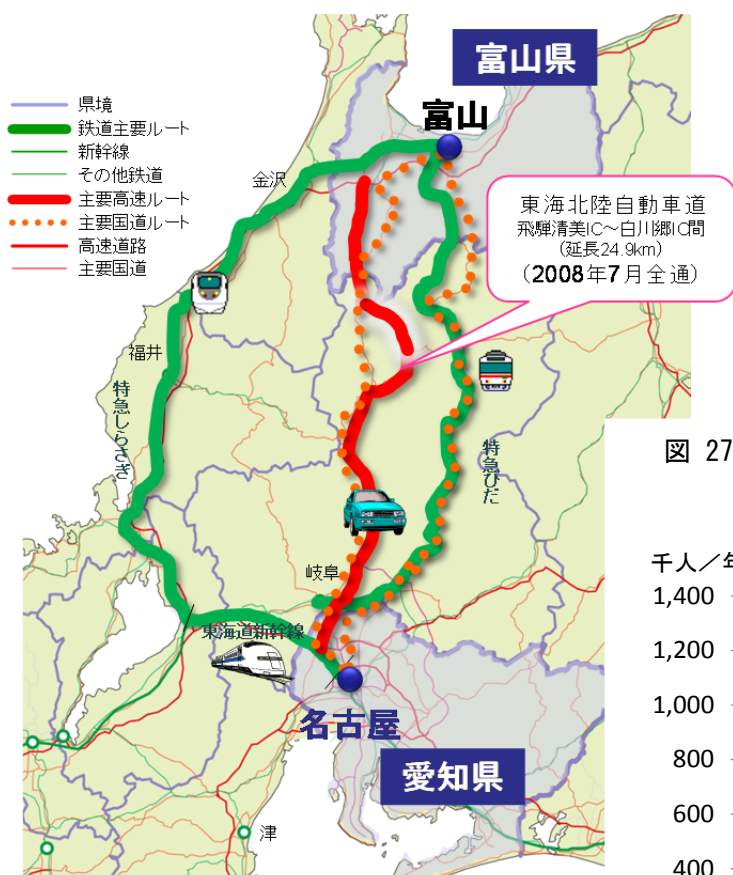 富山県
富山
県境
鉄道主要ルート
新幹線
その他鉄道
主要高速ルート
主要国道ルート
高速道路
主要国道
金沢
東海北陸自動車道
飛騨清美IC～白川郷IC間
(延長24.9km)
(2008年7月全通)
福井
特急しらさぎ
特急ひだ
図 27
岐阜
東海道新幹線
名古屋
愛知県
津
千人／年
1,400
1,200
1,000
800
600
400